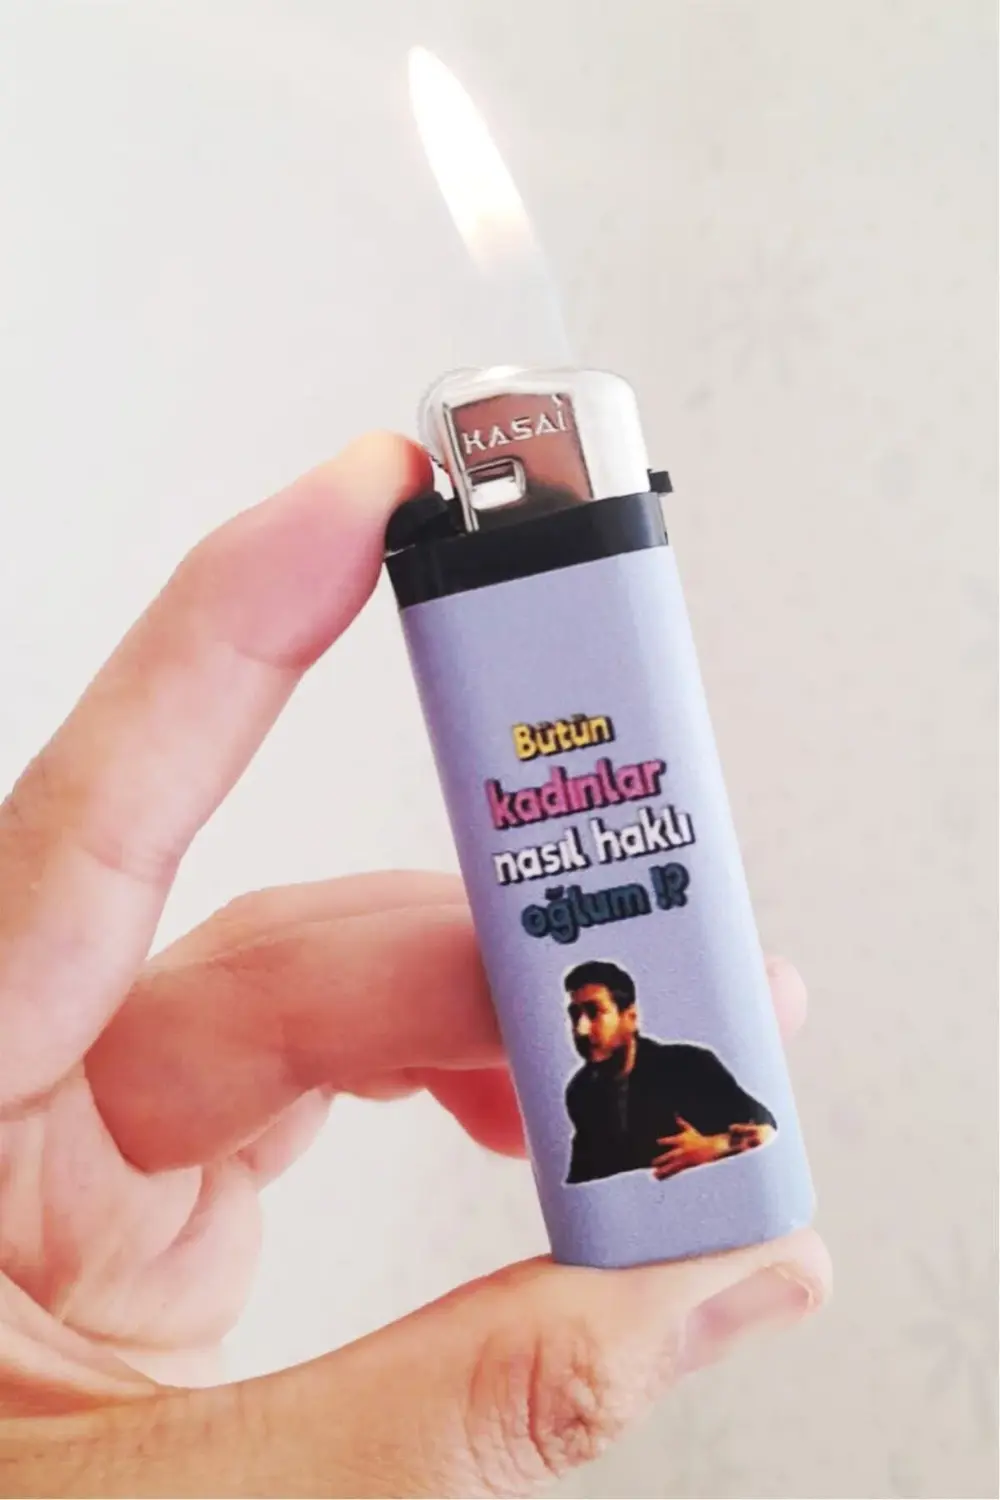 KASAİ
Bütün
kadınlar
nasıl haklı
oğlum !?